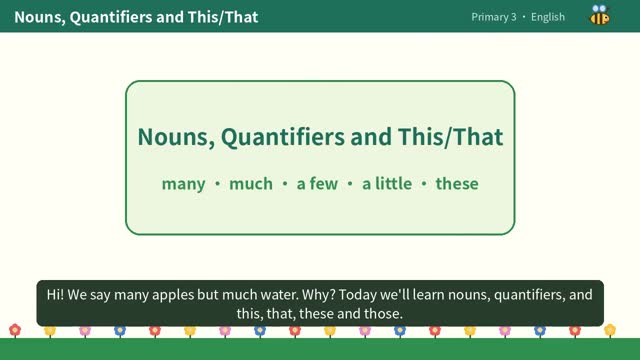 Nouns, Quantifiers and This/That
Primary 3 • English
Nouns, Quantifiers and This/That
many • much • a few • a little • these
Hi! We say many apples but much water. Why? Today we'll learn nouns, quantifiers, and
this, that, these and those.